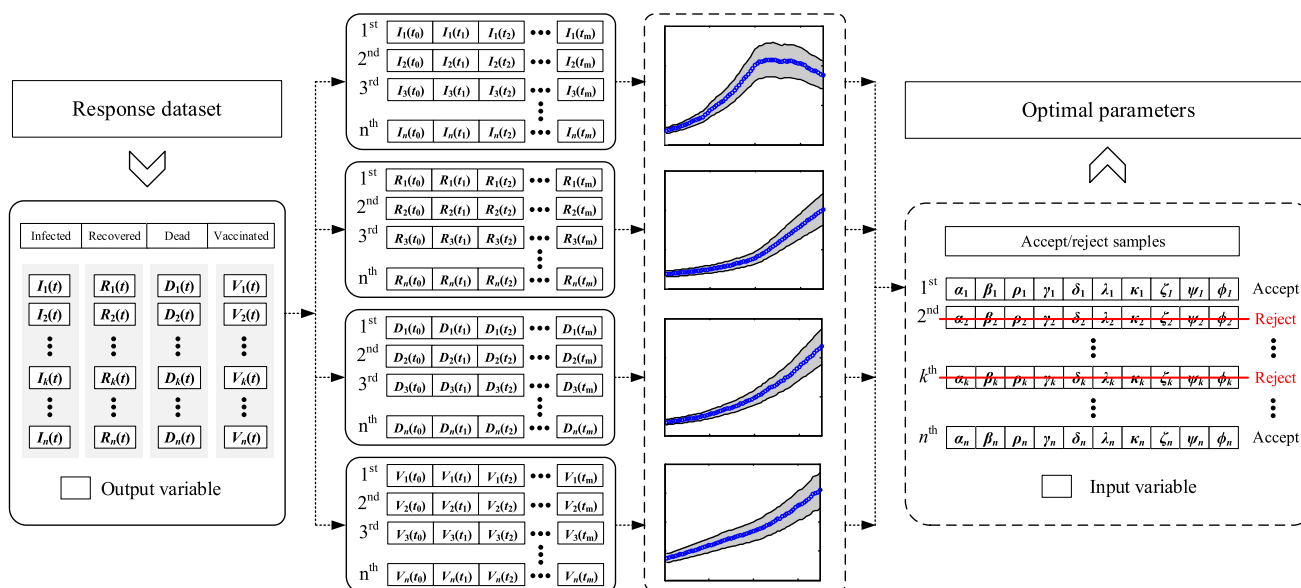 Response dataset
Infected Recovered Dead Vaccinated
I1(t) R1(t) D1(t) V1(t)
I2(t) R2(t) D2(t) V2(t)
Ik(t) Rk(t) Dk(t) Vk(t)
In(t) Rn(t) Dn(t) Vn(t)
Output variable
1st I1(t0) I1(t1) I1(t2) ••• I1(tm)
2nd I2(t0) I2(t1) I2(t2) ••• I2(tm)
3rd I3(t0) I3(t1) I3(t2) ••• I3(tm)
nth In(t0) In(t1) In(t2) ••• In(tm)
1st R1(t0) R1(t1) R1(t2) ••• R1(tm)
2nd R2(t0) R2(t1) R2(t2) ••• R2(tm)
3rd R3(t0) R3(t1) R3(t2) ••• R3(tm)
nth Rn(t0) Rn(t1) Rn(t2) ••• Rn(tm)
1st D1(t0) D1(t1) D1(t2) ••• D1(tm)
2nd D2(t0) D2(t1) D2(t2) ••• D2(tm)
3rd D3(t0) D3(t1) D3(t2) ••• D3(tm)
nth Dn(t0) Dn(t1) Dn(t2) ••• Dn(tm)
1st V1(t0) V1(t1) V1(t2) ••• V1(tm)
2nd V2(t0) V2(t1) V2(t2) ••• V2(tm)
3rd V3(t0) V3(t1) V3(t2) ••• V3(tm)
nth Vn(t0) Vn(t1) Vn(t2) ••• Vn(tm)
Optimal parameters
Accept/reject samples
1st α1 β1 ρ1 γ1 δ1 λ1 κ1 ζ1 ψ1 ϕ1 Accept
2nd α2 β2 ρ2 γ2 δ2 λ2 κ2 ζ2 ψ2 ϕ2 Reject
kth αk βk ρk γk δk λk κk ζk ψk ϕk Reject
nth αn βn ρn γn δn λn κn ζn ψn ϕn Accept
Input variable